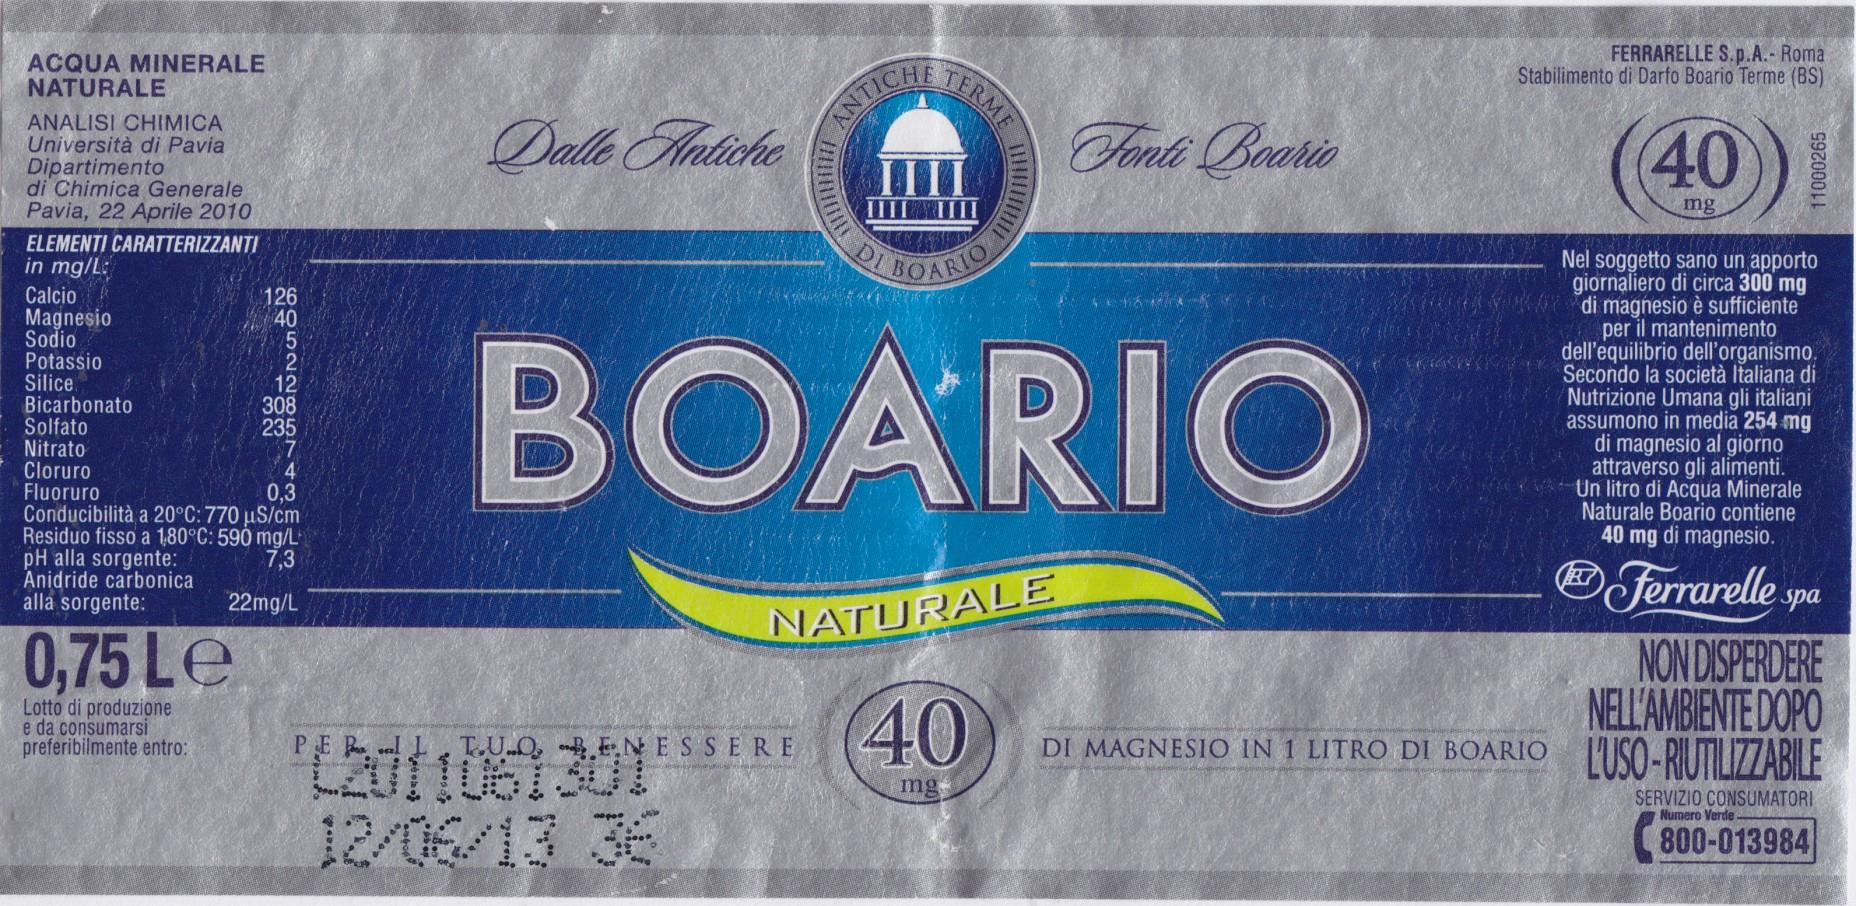 ACQUA MINERALE
NATURALE
ANALISI CHIMICA
Università di Pavia
Dipartimento
di Chimica Generale
Pavia, 22 Aprile 2010
ELEMENTI CARATTERIZZANTI
in mg/L:
Calcio 126
Magnesio 40
Sodio 5
Potassio 2
Silice 12
Bicarbonato 308
Solfato 235
Nitrato 7
Cloruro 4
Fluoruro 0,3
Conducibilità a 20°C: 770 µS/cm
Residuo fisso a 180°C: 590 mg/L
pH alla sorgente: 7,3
Anidride carbonica
alla sorgente: 22mg/L
0,75 L e
Lotto di produzione
e da consumarsi
preferibilmente entro:
Dalle Antiche Fonti Boario
ANTICHE TERME
DI BOARIO
BOARIO
NATURALE
PER IL TUO BENESSERE
40
mg
DI MAGNESIO IN 1 LITRO DI BOARIO
12/06/13
FERRARELLE S.p.A.- Roma
Stabilimento di Darfo Boario Terme (BS)
40
mg
11000265
Nel soggetto sano un apporto
giornaliero di circa 300 mg
di magnesio è sufficiente
per il mantenimento
dell'equilibrio dell'organismo.
Secondo la società Italiana di
Nutrizione Umana gli italiani
assumono in media 254 mg
di magnesio al giorno
attraverso gli alimenti.
Un litro di Acqua Minerale
Naturale Boario contiene
40 mg di magnesio.
Ferrarelle spa
NON DISPERDERE
NELL'AMBIENTE DOPO
L'USO - RIUTILIZZABILE
SERVIZIO CONSUMATORI
Numero Verde
800-013984